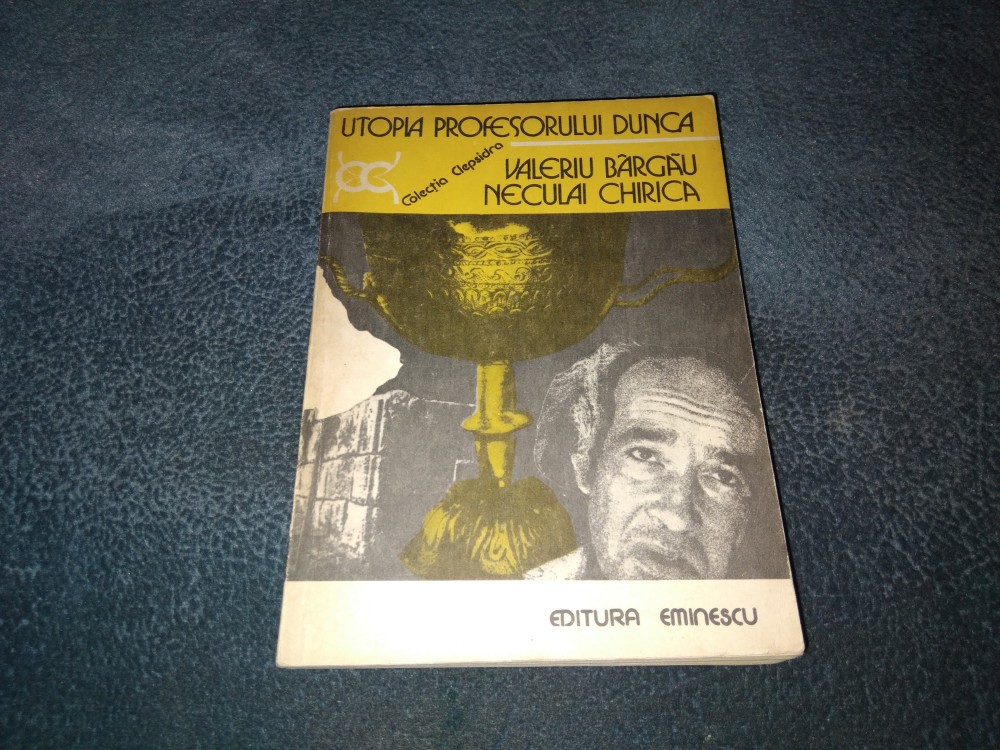 UTOPIA PROFESORULUI DUNCA
Colecția Clepsidra
VALERIU BÂRGĂU
NECULAI CHIRICA
EDITURA EMINESCU